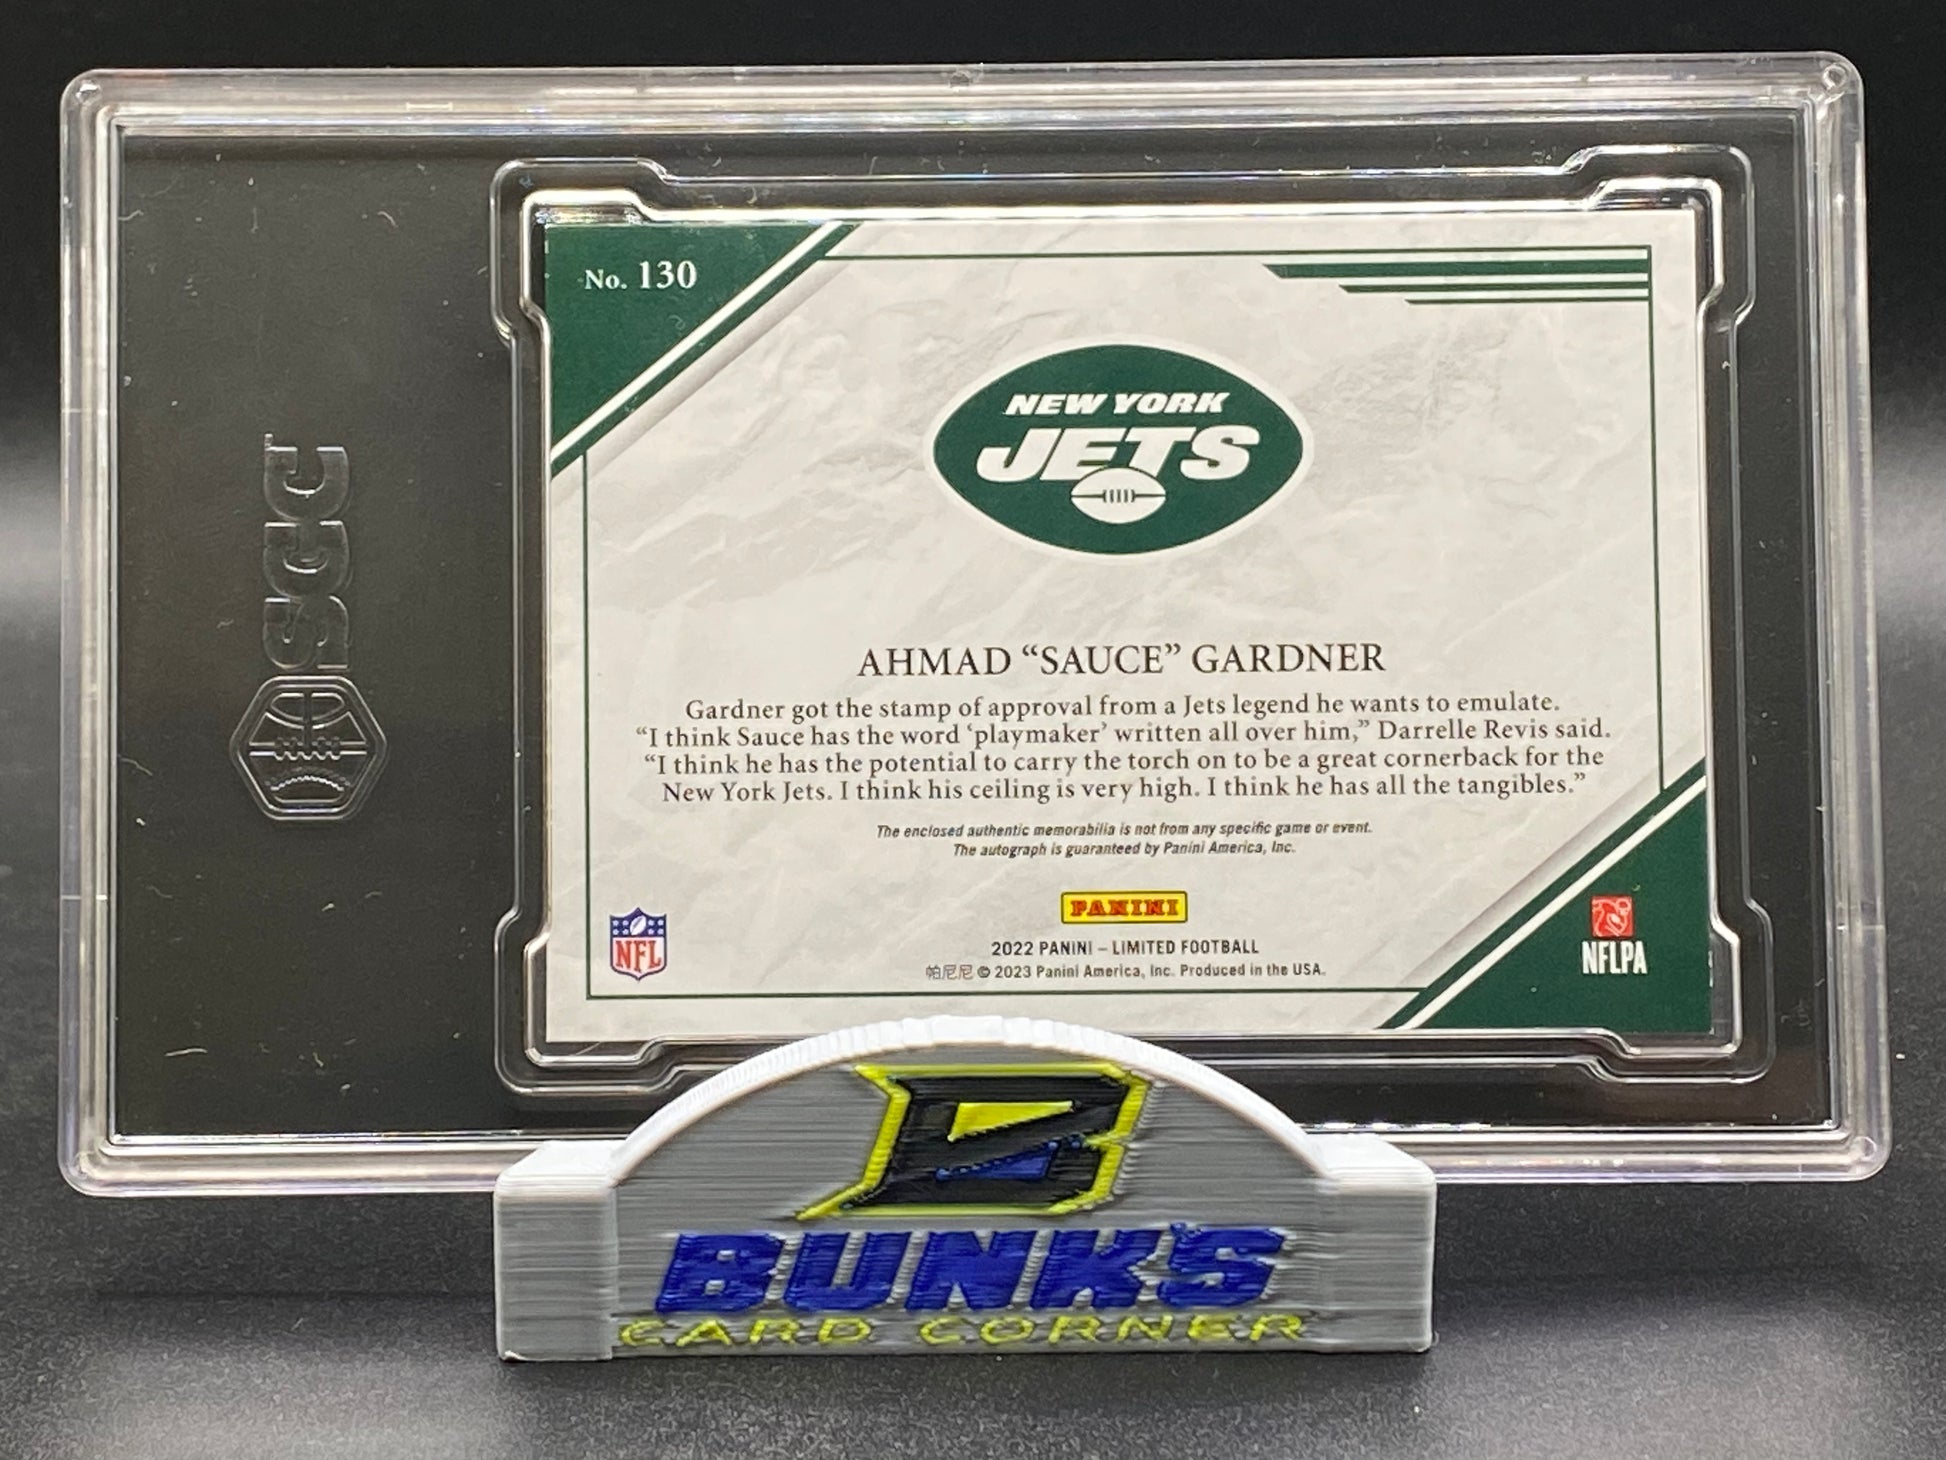 SGC
No. 130
NEW YORK
JETS
AHMAD “SAUCE” GARDNER
Gardner got the stamp of approval from a Jets legend he wants to emulate.
“I think Sauce has the word ‘playmaker’ written all over him,” Darrelle Revis said.
“I think he has the potential to carry the torch on to be a great cornerback for the
New York Jets. I think his ceiling is very high. I think he has all the tangibles.”
The enclosed authentic memorabilia is not from any specific game or event.
The autograph is guaranteed by Panini America, Inc.
PANINI
NFL
2022 PANINI – LIMITED FOOTBALL
帕尼尼 © 2023 Panini America, Inc. Produced in the USA.
NFLPA
B
BUNK'S
CARD CORNER